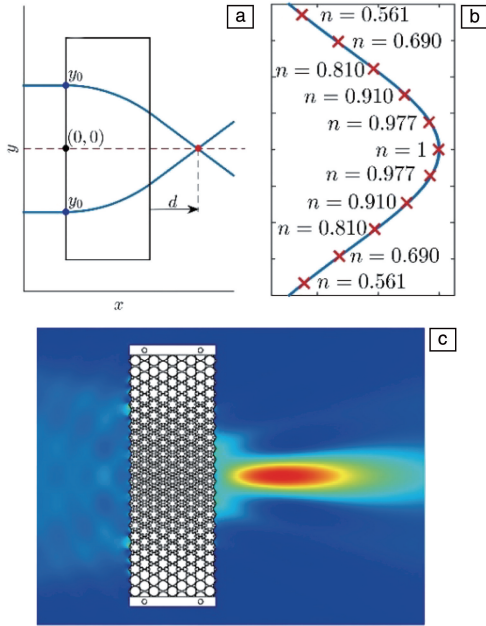 a
y₀
(0, 0)
y
y₀
d
x
b
n = 0.561
n = 0.690
n = 0.810
n = 0.910
n = 0.977
n = 1
n = 0.977
n = 0.910
n = 0.810
n = 0.690
n = 0.561
c